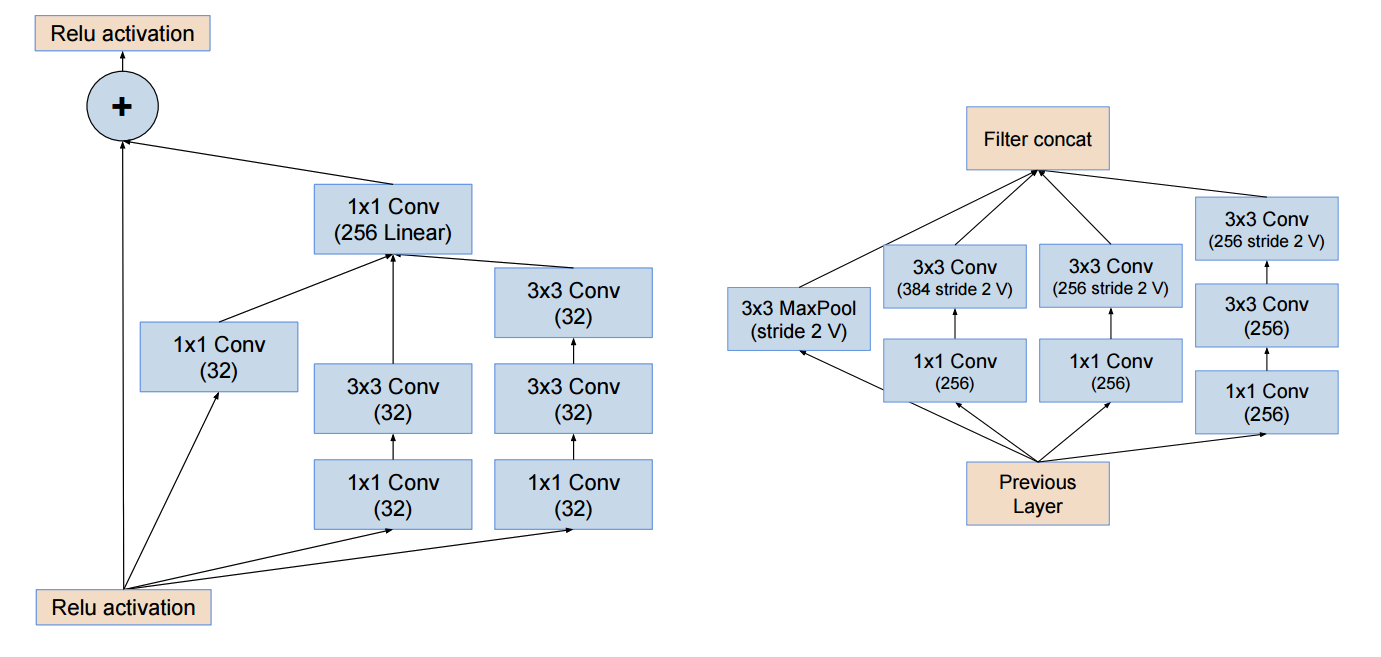 Relu activation
+
1x1 Conv
(256 Linear)
1x1 Conv
(32)
3x3 Conv
(32)
1x1 Conv
(32)
3x3 Conv
(32)
3x3 Conv
(32)
1x1 Conv
(32)
Relu activation
Filter concat
3x3 MaxPool
(stride 2 V)
3x3 Conv
(384 stride 2 V)
1x1 Conv
(256)
3x3 Conv
(256 stride 2 V)
1x1 Conv
(256)
3x3 Conv
(256 stride 2 V)
3x3 Conv
(256)
1x1 Conv
(256)
Previous
Layer